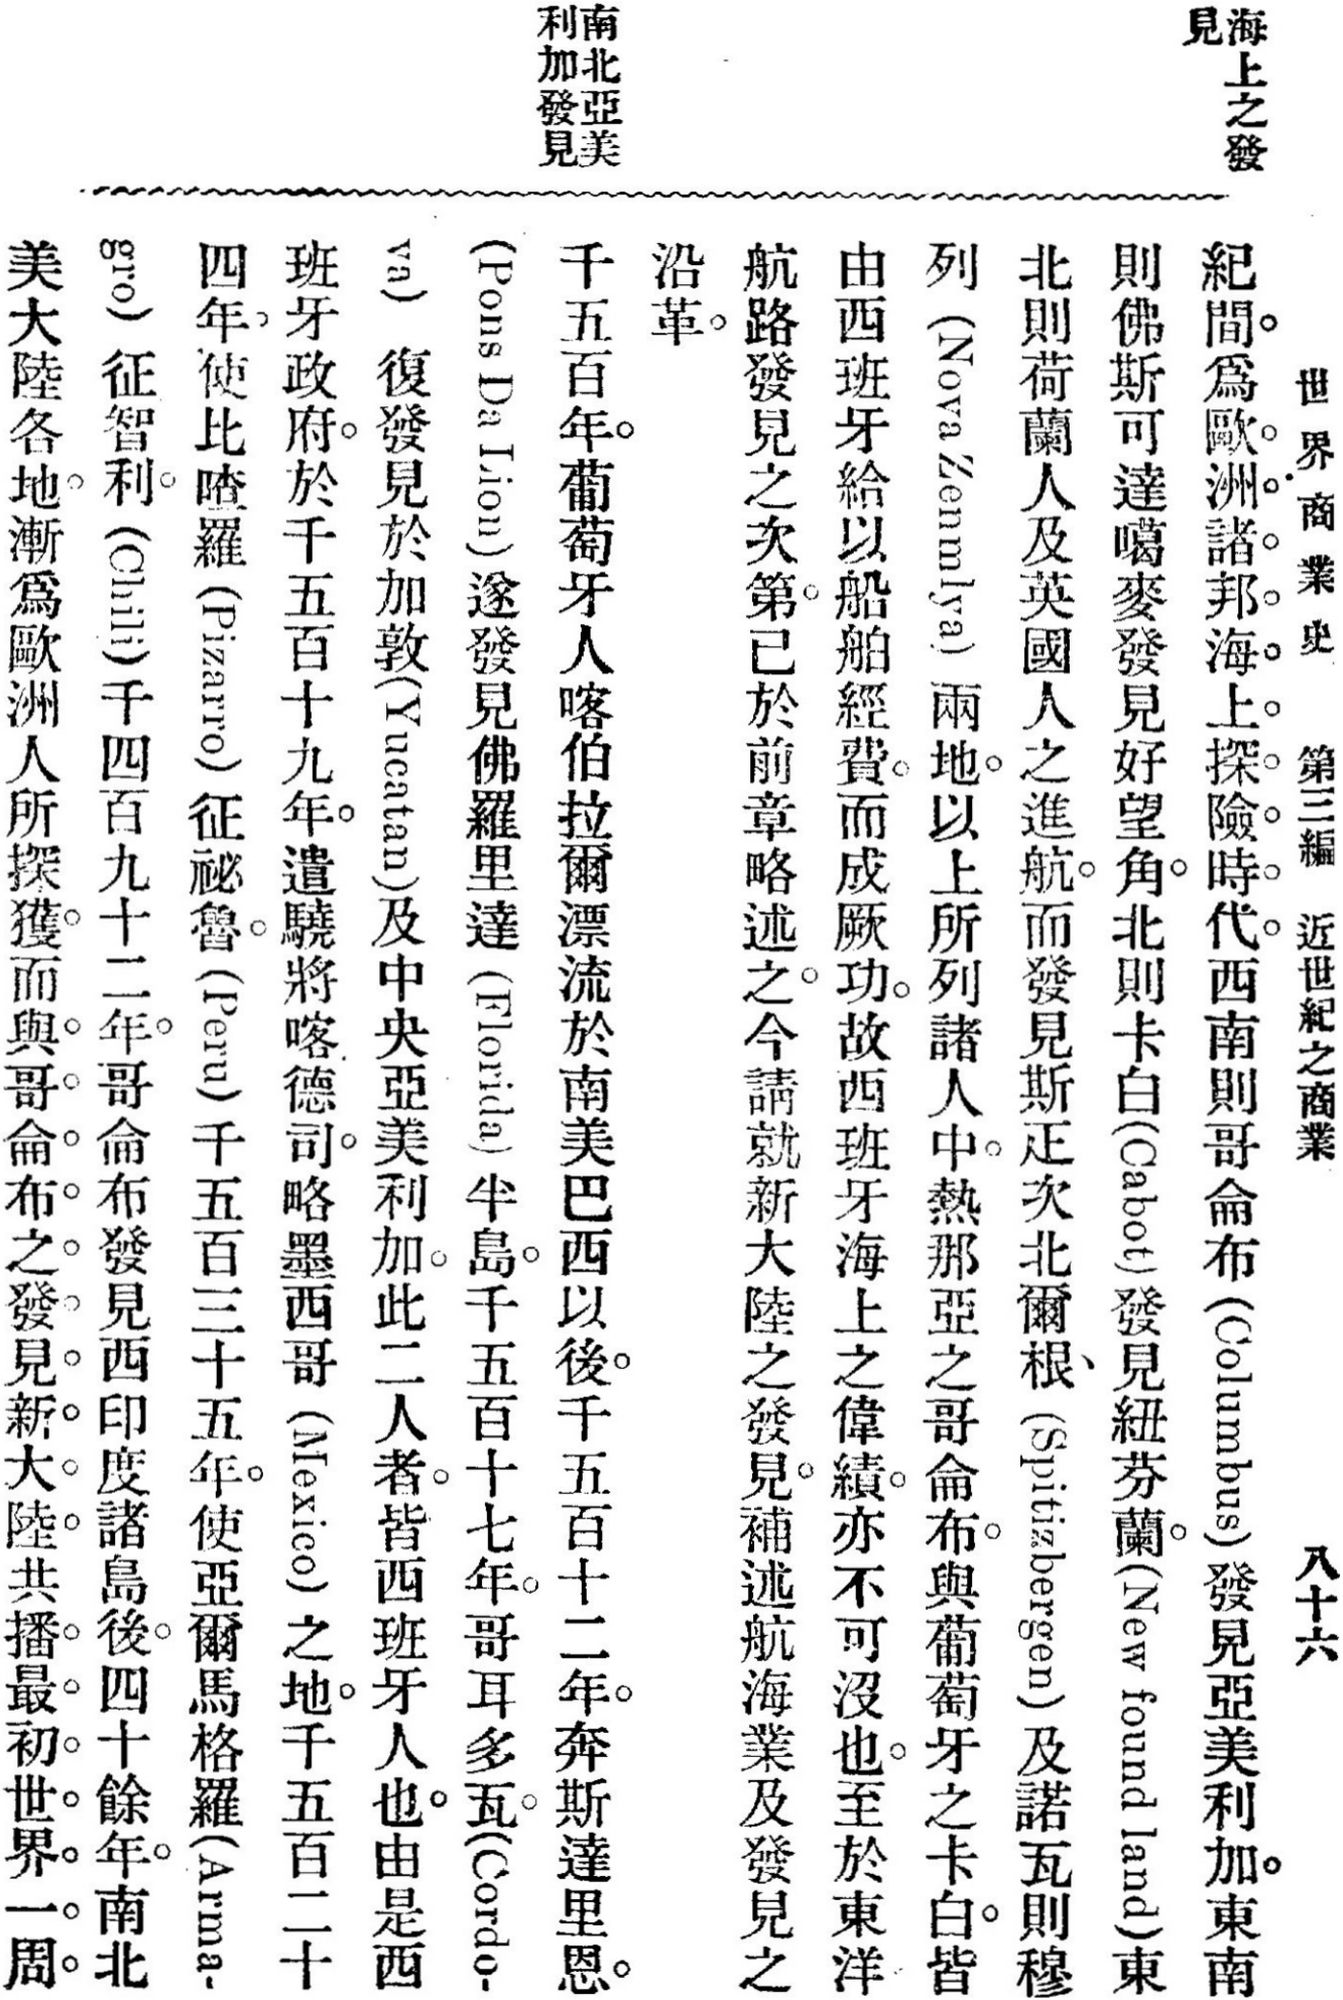 世界商業史　第三編　近世紀之商業　八十六
海上之發
見
紀間。爲歐洲諸邦海上探險時代。西南則哥侖布(Columbus)發見亞美利加。東南
則佛斯可達噶麥發見好望角。北則卡白(Cabot)發見紐芬蘭。(New found land)東
北則荷蘭人及英國人之進航。而發見斯正次北爾根、(Spitizbergen)及諾瓦則穆
列(Nova Zenmlya)兩地。以上所列諸人中。熱那亞之哥侖布。與葡萄牙之卡白。皆
由西班牙給以船舶經費。而成厥功。故西班牙海上之偉績。亦不可沒也。至於東洋
航路發見之次第。已於前章略述之。今請就新大陸之發見。補述航海業及發見之
沿革。
南北亞美
利加發見
千五百年。葡萄牙人喀伯拉爾漂流於南美巴西以後。千五百十二年。奔斯達里恩。
(Pons Da Lion)遂發見佛羅里達(Florida)半島。千五百十七年。哥耳多瓦。(Cordo-
va)復發見於加敦(Yucatan)及中央亞美利加。此二人者。皆西班牙人也。由是西
班牙政府。於千五百十九年。遣驍將喀德司。略墨西哥(Mexico)之地。千五百二十
四年。使比喳羅(Pizarro)征祕魯。(Peru)千五百三十五年。使亞爾馬格羅(Arma-
gro)征智利。(Chili)千四百九十二年。哥侖布發見西印度諸島後。四十餘年。南北
美大陸各地。漸爲歐洲人所探獲。而與哥侖布之發見新大陸共播最初世界一周。